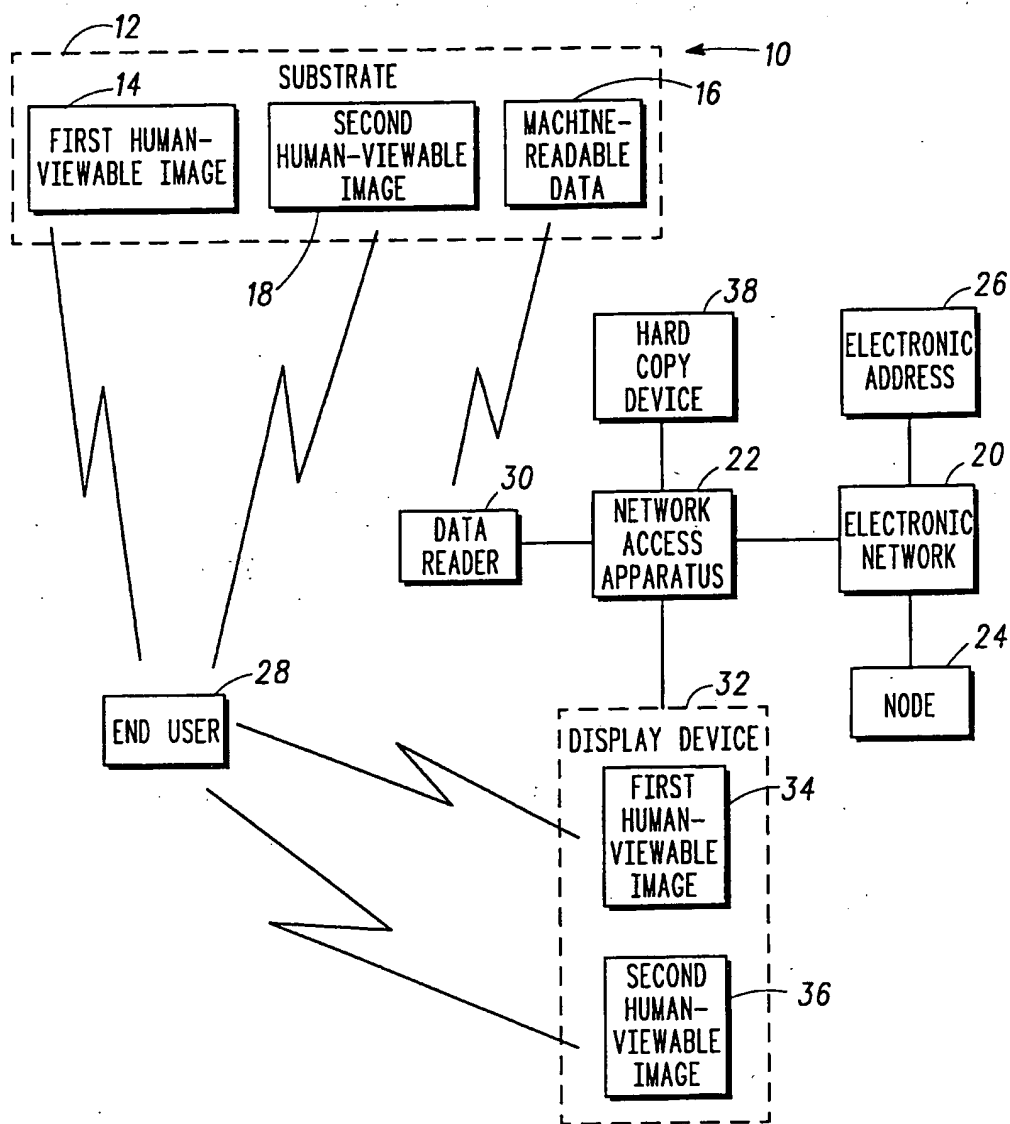 12
10
SUBSTRATE
14
16
FIRST HUMAN-
VIEWABLE IMAGE
SECOND
HUMAN-VIEWABLE
IMAGE
MACHINE-
READABLE
DATA
18
38
26
HARD
COPY
DEVICE
ELECTRONIC
ADDRESS
22
20
30
DATA
READER
NETWORK
ACCESS
APPARATUS
ELECTRONIC
NETWORK
24
NODE
28
END USER
32
DISPLAY DEVICE
FIRST
HUMAN-
VIEWABLE
IMAGE
34
SECOND
HUMAN-
VIEWABLE
IMAGE
36